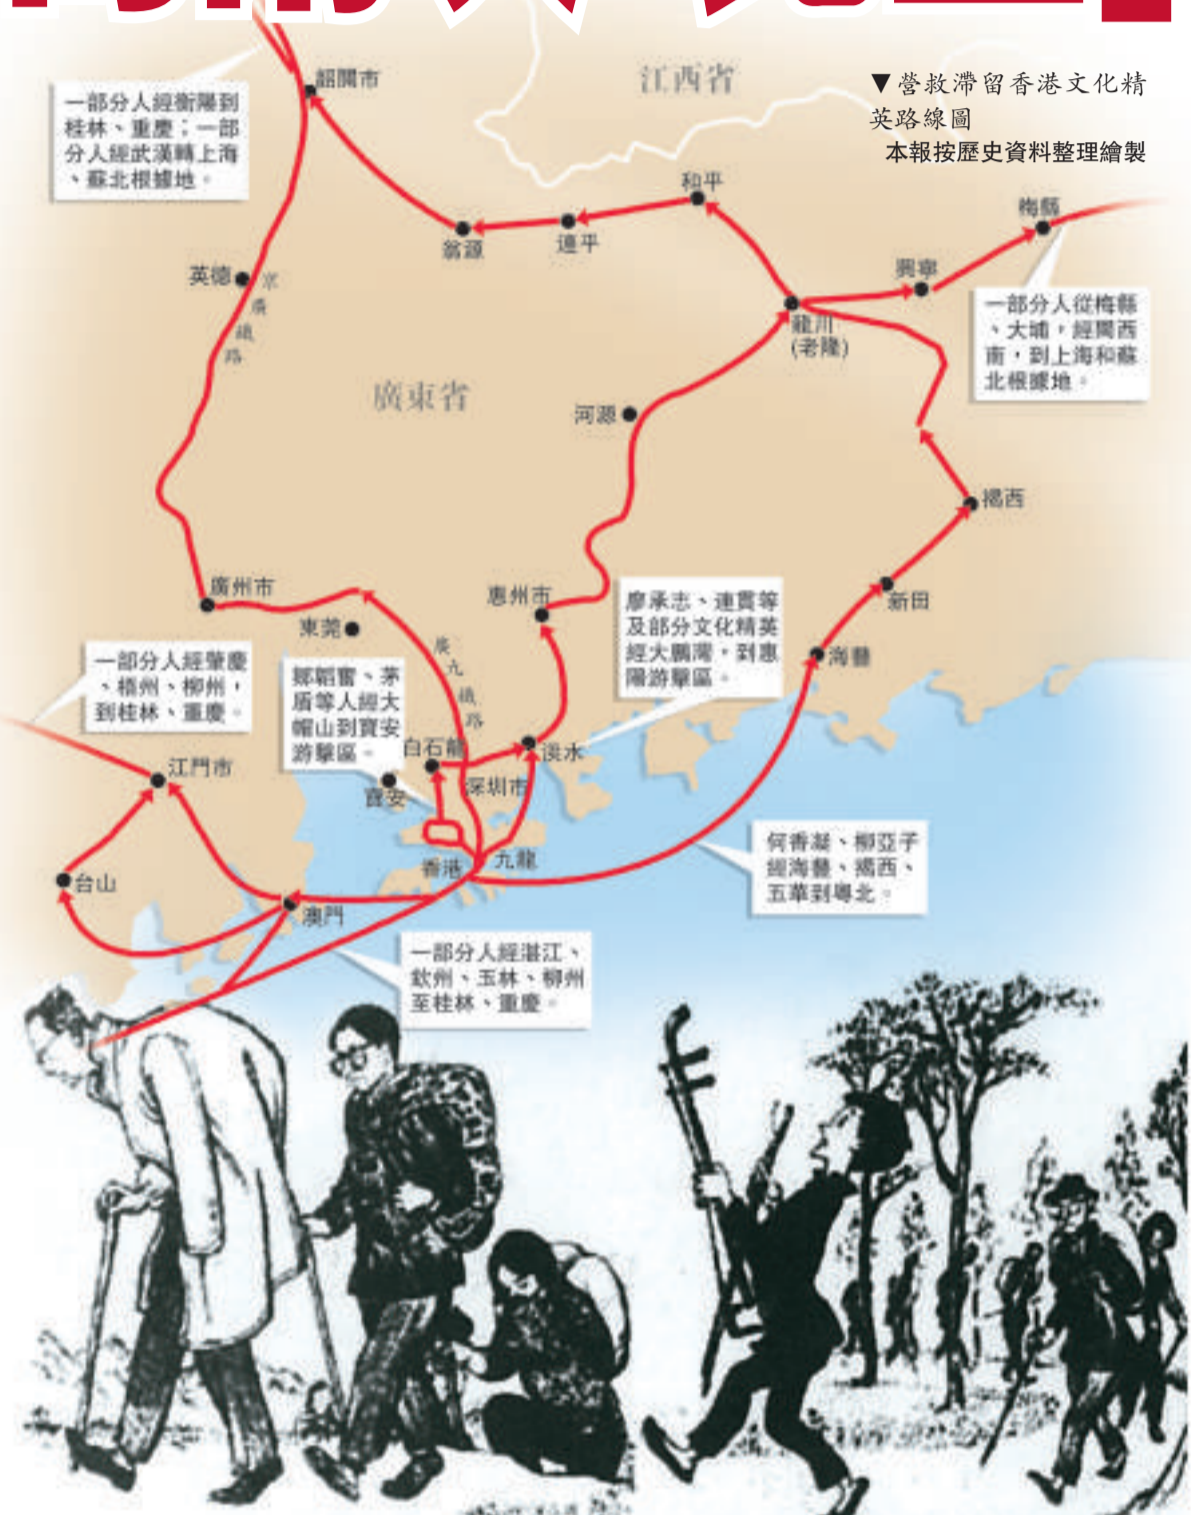 ▼營救滯留香港文化精
英路線圖
本報按歷史資料整理繪製
江西省
韶關市
一部分人經衡陽到
桂林、重慶；一部
分人經武漢轉上海
、蘇北根據地。
和平
連平
翁源
梅縣
興寧
英德
京廣鐵路
龍川
(老隆)
一部分人從梅縣
、大埔，經閩西
南，到上海和蘇
北根據地。
廣東省
河源
揭西
廣州市
惠州市
新田
東莞
廖承志、連貫等
及部分文化精英
經大鵬灣，到惠
陽游擊區。
海豐
廣九鐵路
一部分人經肇慶
、梧州、柳州，
到桂林、重慶。
鄒韜奮、茅
盾等人經大
帽山到寶安
游擊區。
白石龍
淡水
江門市
寶安
深圳市
香港
九龍
何香凝、柳亞子
經海豐、揭西、
五華到粵北。
台山
澳門
一部分人經湛江、
欽州、玉林、柳州
至桂林、重慶。